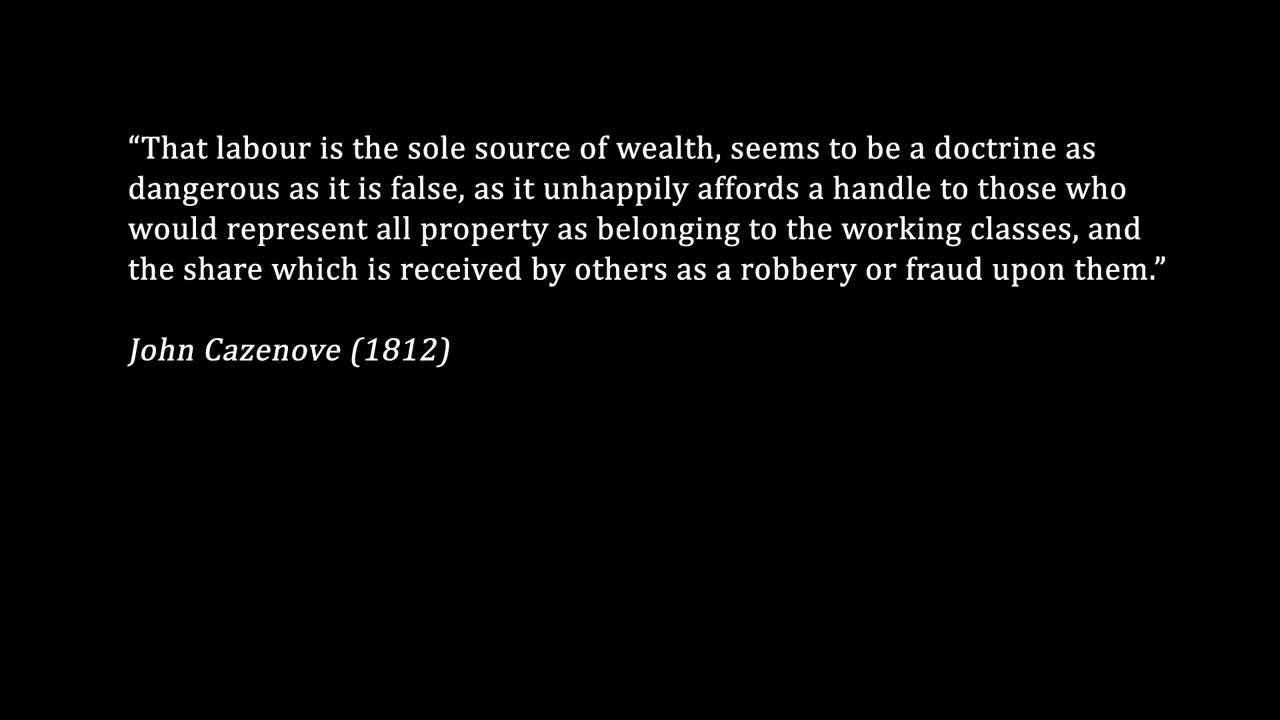 “That labour is the sole source of wealth, seems to be a doctrine as
dangerous as it is false, as it unhappily affords a handle to those who
would represent all property as belonging to the working classes, and
the share which is received by others as a robbery or fraud upon them.”
John Cazenove (1812)